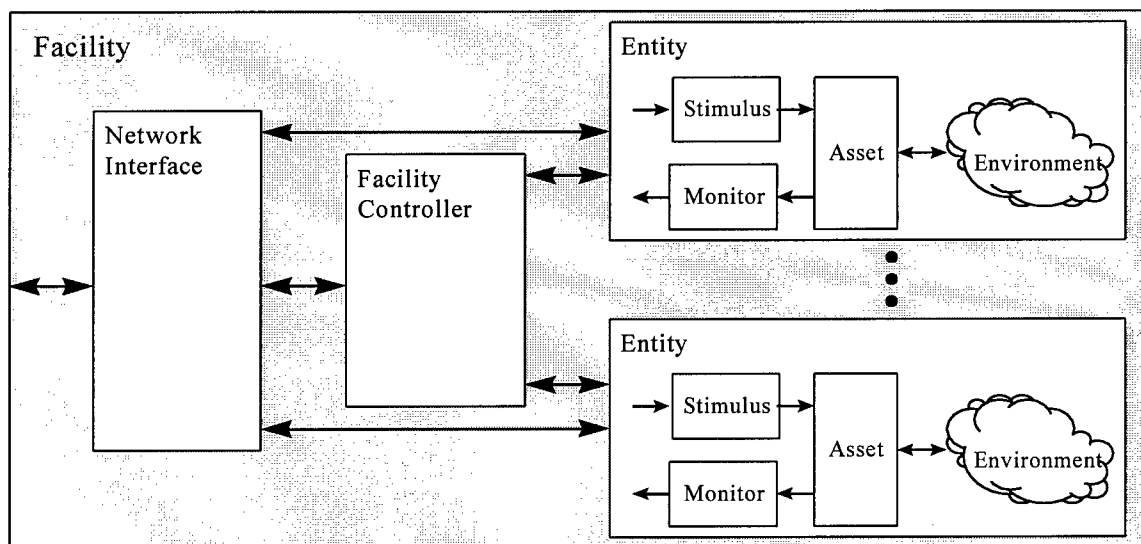 Facility
Network
Interface
Facility
Controller
Entity
Stimulus
Monitor
Asset
Environment
Entity
Stimulus
Monitor
Asset
Environment